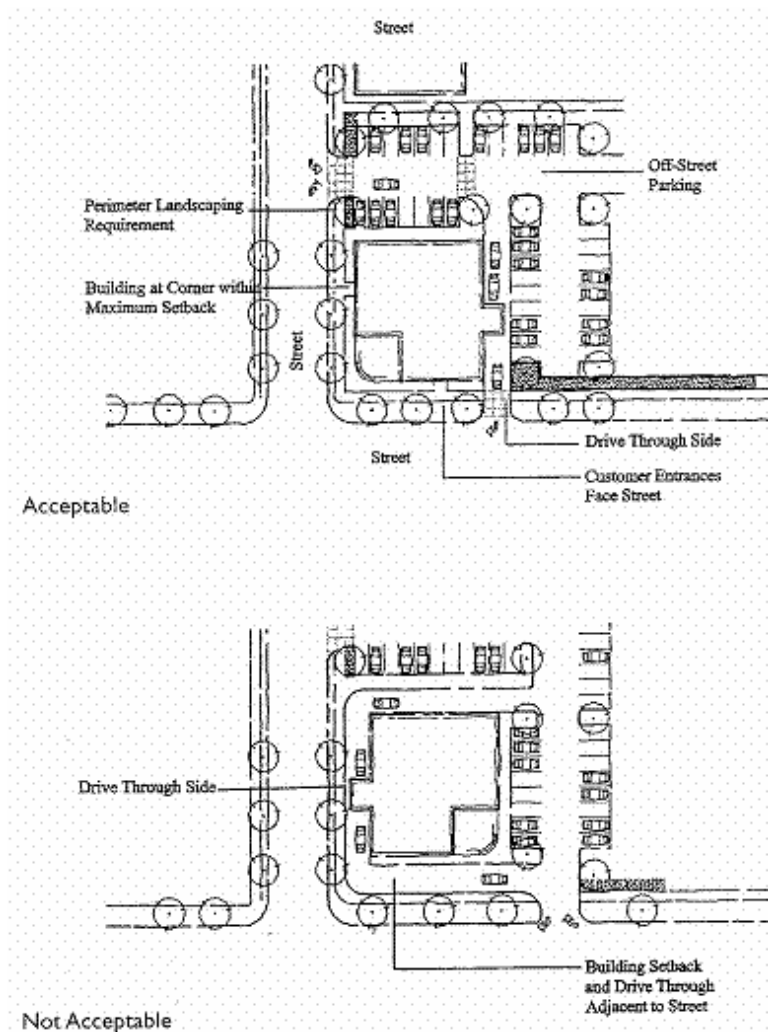 Street
Off-Street
Parking
Perimeter Landscaping
Requirement
Building at Corner within
Maximum Setback
Street
Drive Through Side
Street
Customer Entrances
Face Street
Acceptable
Drive Through Side
Building Setback
and Drive Through
Adjacent to Street
Not Acceptable